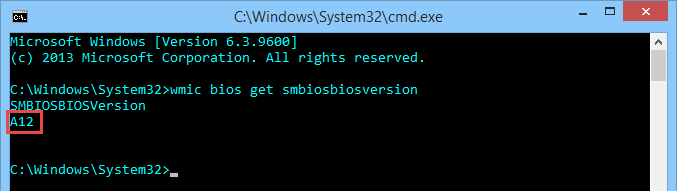 C:\Windows\System32\cmd.exe
Microsoft Windows [Version 6.3.9600]
(c) 2013 Microsoft Corporation. All rights reserved.
C:\Windows\System32>wmic bios get smbiosbiosversion
SMBIOSBIOSVersion
A12
C:\Windows\System32>